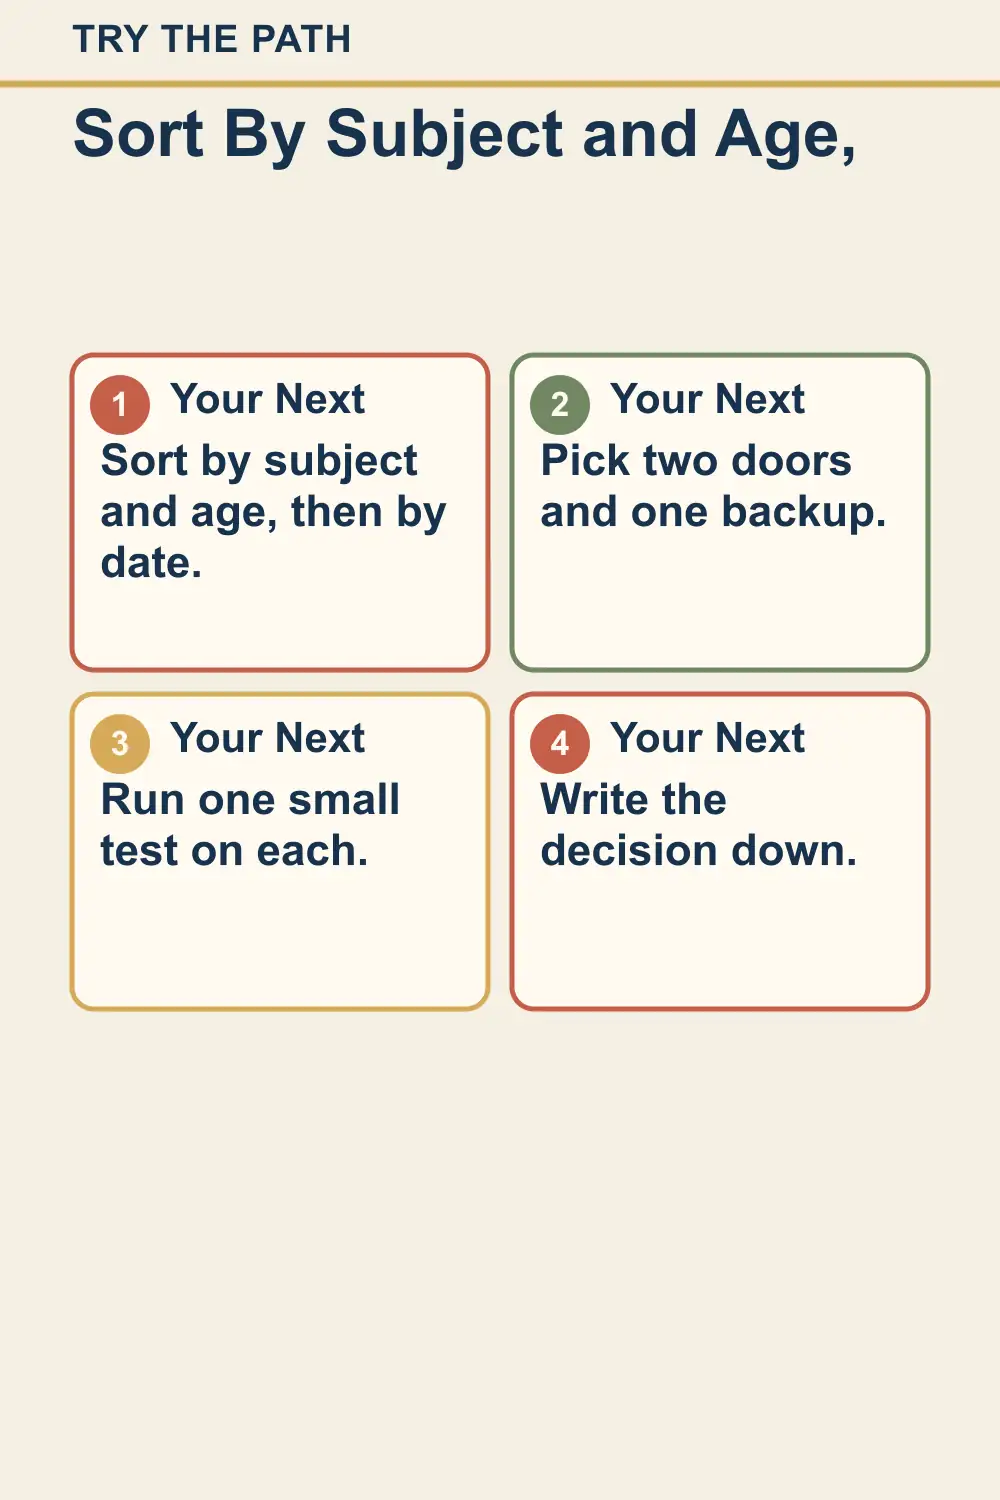 TRY THE PATH
Sort By Subject and Age,
1 Your Next
Sort by subject
and age, then by
date.
2 Your Next
Pick two doors
and one backup.
3 Your Next
Run one small
test on each.
4 Your Next
Write the
decision down.